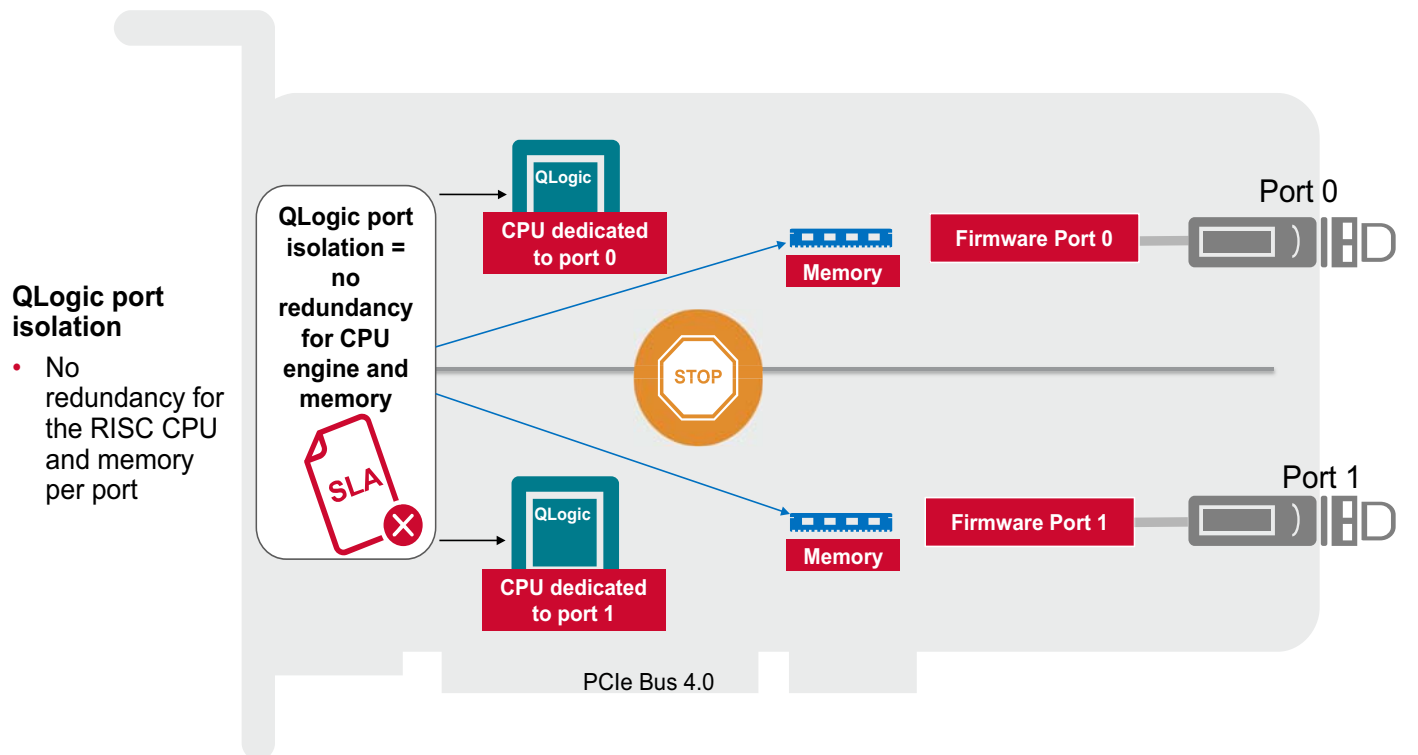 QLogic port
isolation
• No
redundancy for
the RISC CPU
and memory
per port
QLogic port
isolation =
no
redundancy
for CPU
engine and
memory
SLA
QLogic
CPU dedicated
to port 0
Memory
Firmware Port 0
Port 0
STOP
QLogic
CPU dedicated
to port 1
Memory
Firmware Port 1
Port 1
PCIe Bus 4.0